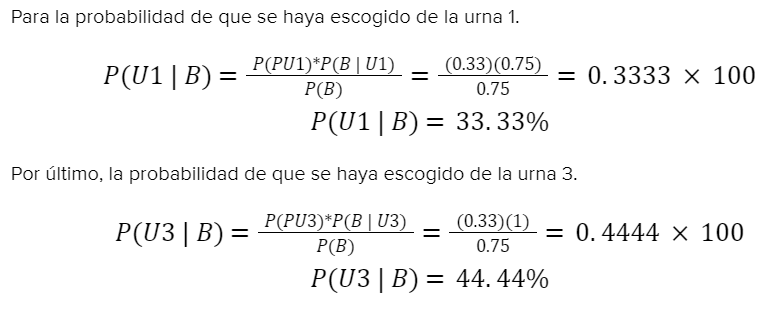 Para la probabilidad de que se haya escogido de la urna 1.
P(U1 | B) = P(PU1)*P(B | U1) / P(B) = (0.33)(0.75) / 0.75 = 0.3333 × 100
P(U1 | B) = 33.33%
Por último, la probabilidad de que se haya escogido de la urna 3.
P(U3 | B) = P(PU3)*P(B | U3) / P(B) = (0.33)(1) / 0.75 = 0.4444 × 100
P(U3 | B) = 44.44%